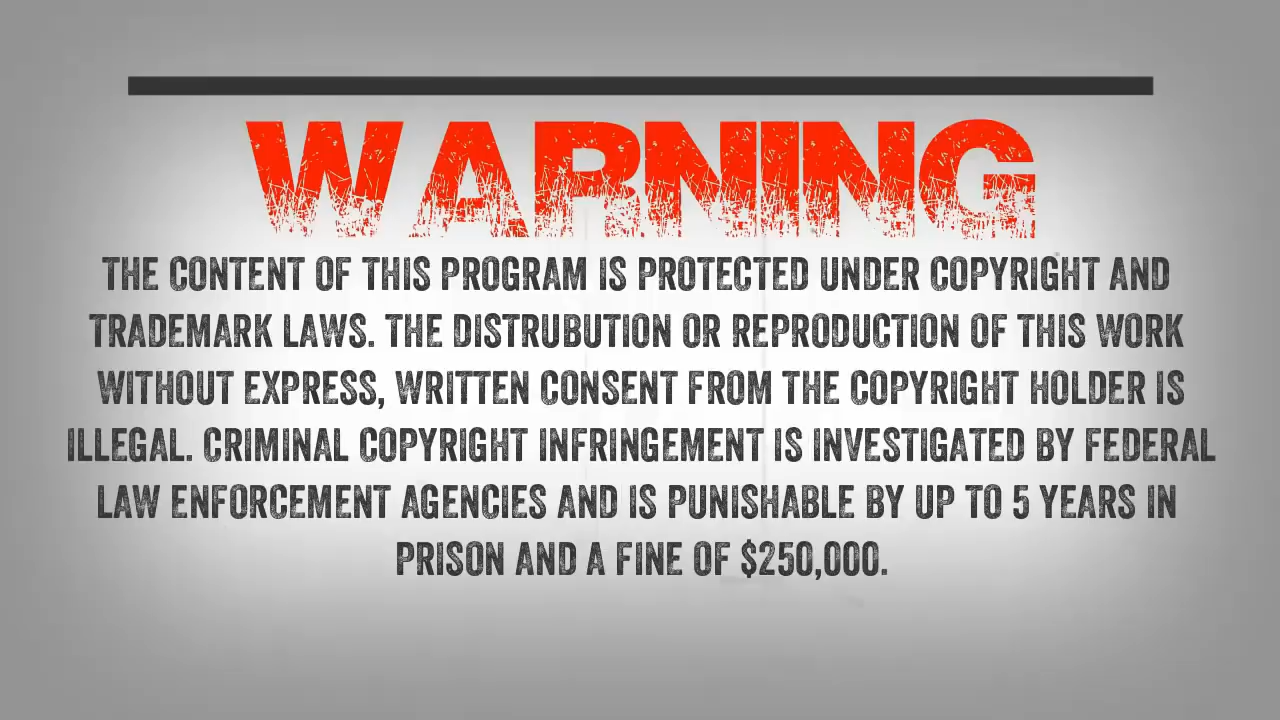 WARNING
THE CONTENT OF THIS PROGRAM IS PROTECTED UNDER COPYRIGHT AND
TRADEMARK LAWS. THE DISTRUBUTION OR REPRODUCTION OF THIS WORK
WITHOUT EXPRESS, WRITTEN CONSENT FROM THE COPYRIGHT HOLDER IS
ILLEGAL. CRIMINAL COPYRIGHT INFRINGEMENT IS INVESTIGATED BY FEDERAL
LAW ENFORCEMENT AGENCIES AND IS PUNISHABLE BY UP TO 5 YEARS IN
PRISON AND A FINE OF $250,000.